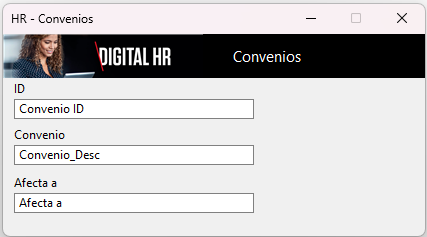 HR - Convenios
DIGITAL HR
Convenios
ID
Convenio ID
Convenio
Convenio_Desc
Afecta a
Afecta a